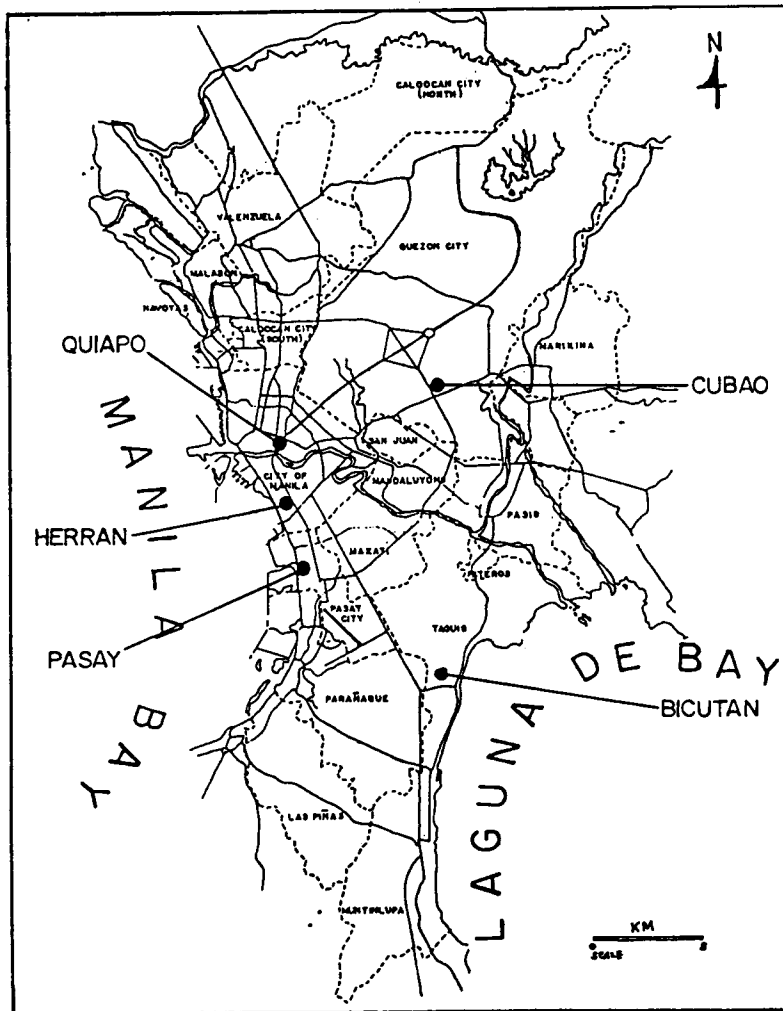 N
CALOOCAN CITY
(NORTH)
VALENZUELA
QUEZON CITY
MALABON
NAVOTAS
CALOOCAN CITY
(SOUTH)
MARIKINA
QUIAPO
CUBAO
SAN JUAN
MANDALUYONG
CITY OF
MANILA
PASIG
HERRAN
MAKATI
PATEROS
PASAY
CITY
TAGUIG
PASAY
MANILA BAY
PARAÑAQUE
BICUTAN
LAGUNA DE BAY
LAS PIÑAS
MUNTINLUPA
KM
0
5
SCALE